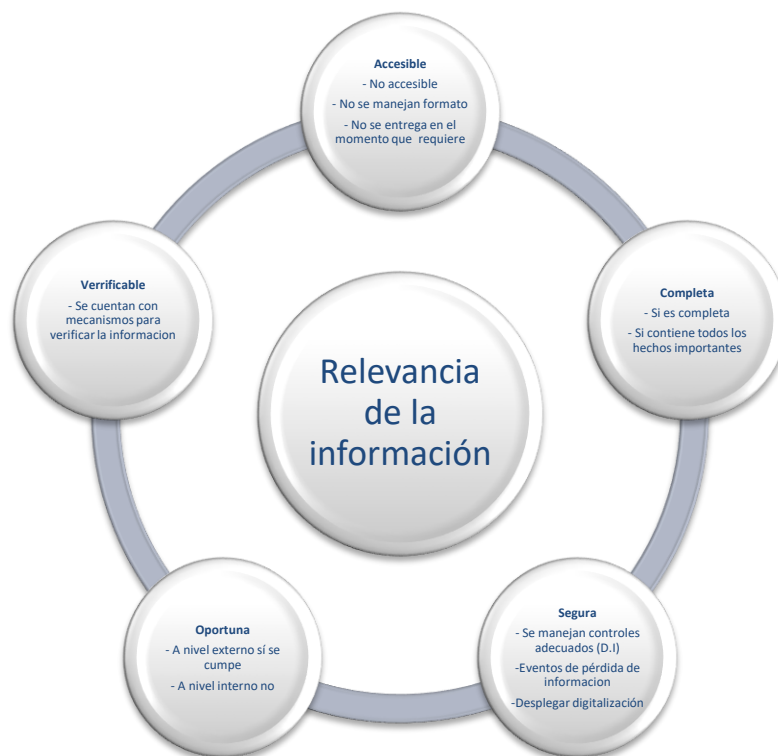 Accesible
- No accesible
- No se manejan formato
- No se entrega en el
momento que requiere
Completa
- Si es completa
- Si contiene todos los
hechos importantes
Segura
- Se manejan controles
adecuados (D.I)
-Eventos de pérdida de
informacion
-Desplegar digitalización
Oportuna
- A nivel externo sí se
cumpe
- A nivel interno no
Verrificable
- Se cuentan con
mecanismos para
verificar la informacion
Relevancia
de la
información